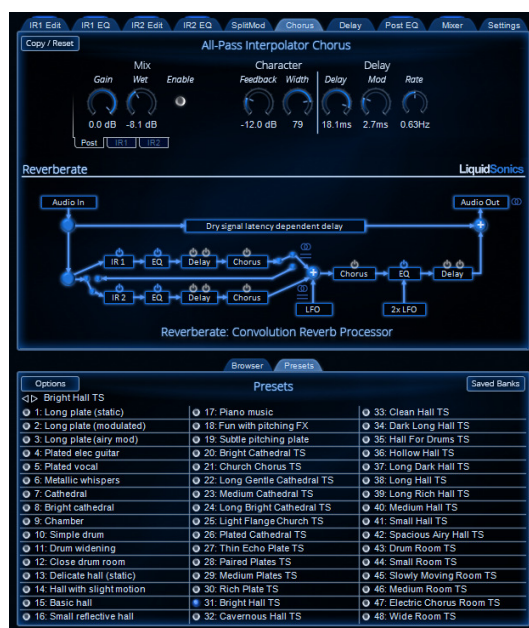 IR1 Edit IR1 EQ IR2 Edit IR2 EQ SplitMod Chorus Delay Post EQ Mixer Settings
Copy / Reset
All-Pass Interpolator Chorus
Mix Character Delay
Gain Wet Enable Feedback Width Delay Mod Rate
0.0 dB -8.1 dB -12.0 dB 79 18.1ms 2.7ms 0.63Hz
Post IR1 IR2
Reverberate LiquidSonics
Audio In Audio Out
Dry signal latency dependent delay
IR 1 EQ Delay Chorus
Chorus EQ Delay
IR 2 EQ Delay Chorus
LFO 2x LFO
Reverberate: Convolution Reverb Processor
Browser Presets
Options Presets Saved Banks
Bright Hall TS
1: Long plate (static) 17: Piano music 33: Clean Hall TS
2: Long plate (modulated) 18: Fun with pitching FX 34: Dark Long Hall TS
3: Long plate (airy mod) 19: Subtle pitching plate 35: Hall For Drums TS
4: Plated elec guitar 20: Bright Cathedral TS 36: Hollow Hall TS
5: Plated vocal 21: Church Chorus TS 37: Long Dark Hall TS
6: Metallic whispers 22: Long Gentle Cathedral TS 38: Long Hall TS
7: Cathedral 23: Medium Cathedral TS 39: Long Rich Hall TS
8: Bright cathedral 24: Long Bright Cathedral TS 40: Medium Hall TS
9: Chamber 25: Light Flange Church TS 41: Small Hall TS
10: Simple drum 26: Plated Cathedral TS 42: Spacious Airy Hall TS
11: Drum widening 27: Thin Echo Plate TS 43: Drum Room TS
12: Close drum room 28: Paired Plates TS 44: Small Room TS
13: Delicate hall (static) 29: Medium Plates TS 45: Slowly Moving Room TS
14: Hall with slight motion 30: Rich Plate TS 46: Medium Room TS
15: Basic hall 31: Bright Hall TS 47: Electric Chorus Room TS
16: Small reflective hall 32: Cavernous Hall TS 48: Wide Room TS